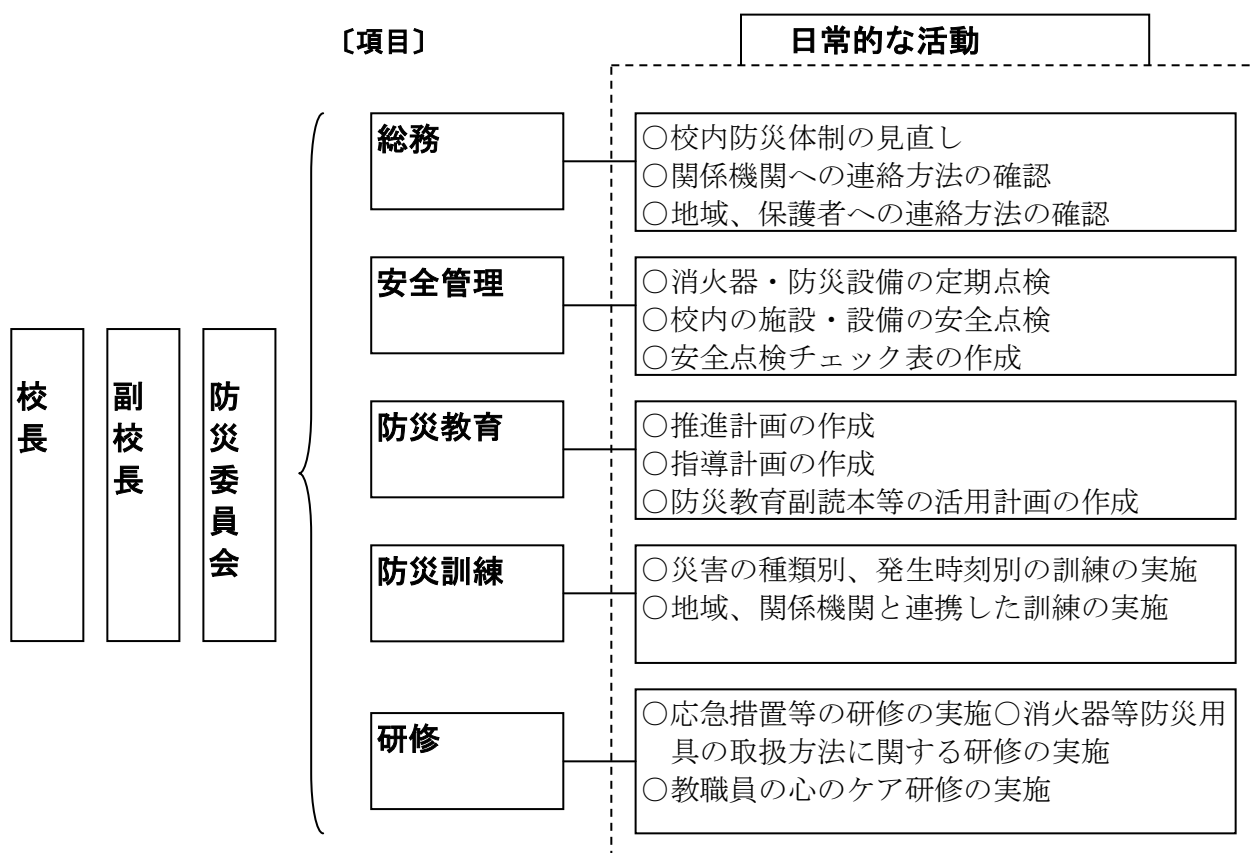 〔項目〕
日常的な活動
校長
副校長
防災委員会
総務
○校内防災体制の見直し
○関係機関への連絡方法の確認
○地域、保護者への連絡方法の確認
安全管理
○消火器・防災設備の定期点検
○校内の施設・設備の安全点検
○安全点検チェック表の作成
防災教育
○推進計画の作成
○指導計画の作成
○防災教育副読本等の活用計画の作成
防災訓練
○災害の種類別、発生時刻別の訓練の実施
○地域、関係機関と連携した訓練の実施
研修
○応急措置等の研修の実施○消火器等防災用
具の取扱方法に関する研修の実施
○教職員の心のケア研修の実施